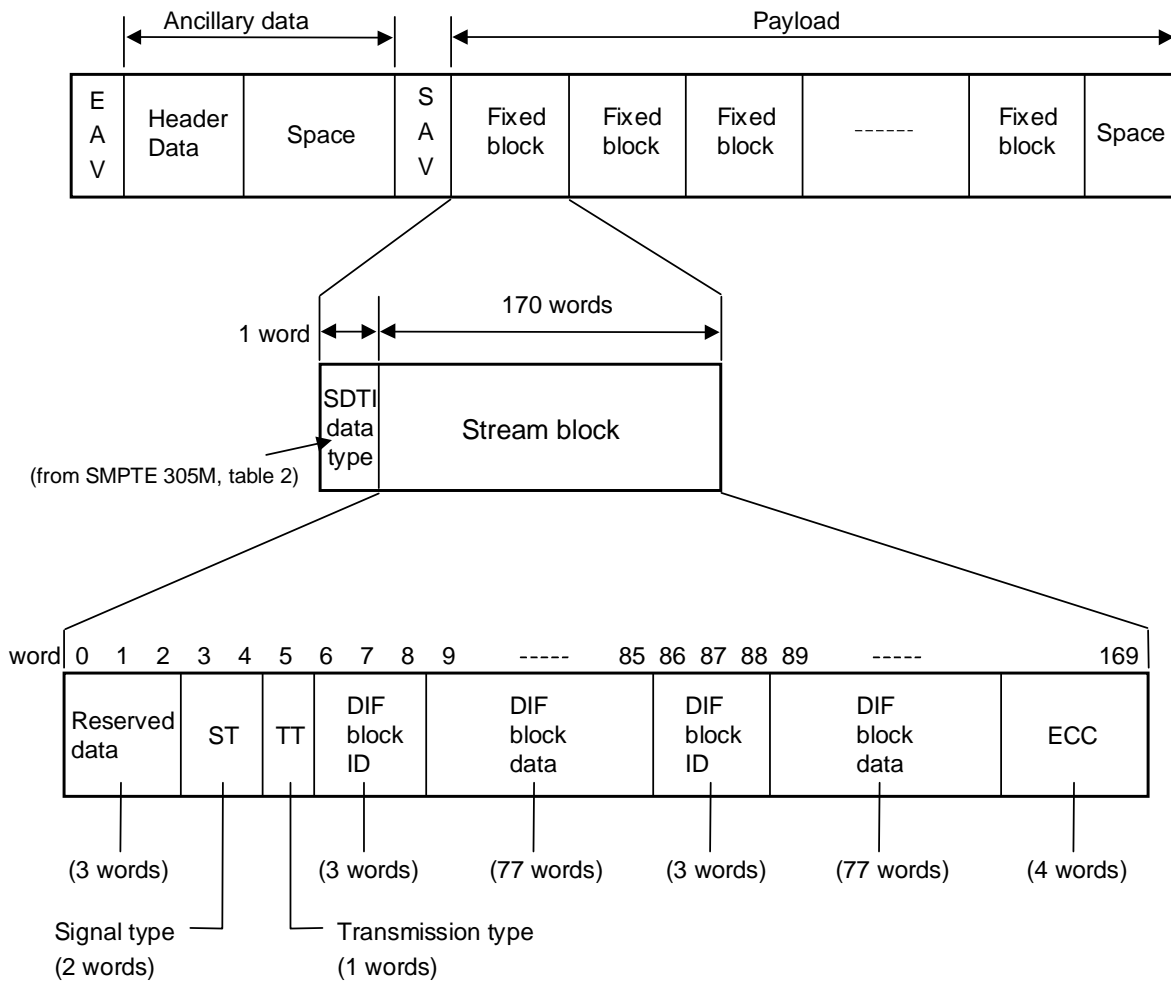 Ancillary data
Payload
E
A
V
Header
Data
Space
S
A
V
Fixed
block
Fixed
block
Fixed
block
------
Fixed
block
Space
1 word
170 words
SDTI
data
type
Stream block
(from SMPTE 305M, table 2)
word 0 1 2 3 4 5 6 7 8 9 ----- 85 86 87 88 89 ----- 169
Reserved
data
ST
TT
DIF
block
ID
DIF
block
data
DIF
block
ID
DIF
block
data
ECC
(3 words)
(3 words)
(77 words)
(3 words)
(77 words)
(4 words)
Signal type
(2 words)
Transmission type
(1 words)